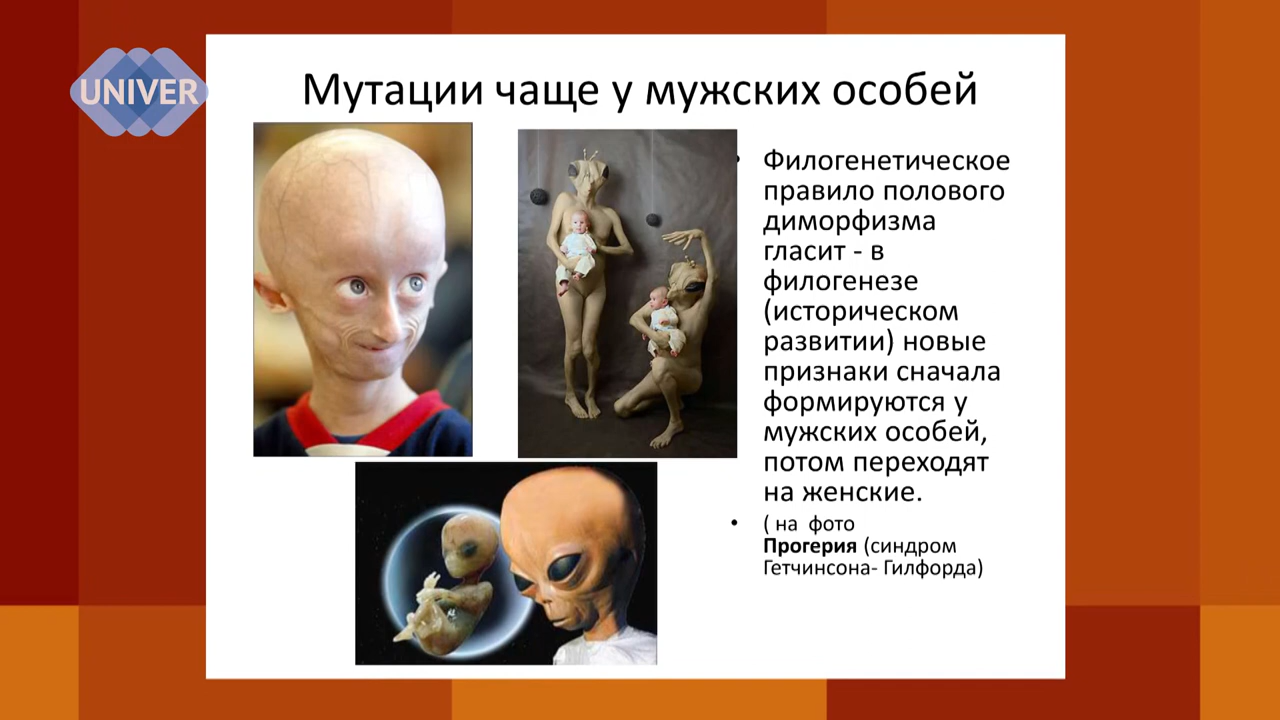 UNIVER
Мутации чаще у мужских особей
• Филогенетическое
правило полового
диморфизма
гласит - в
филогенезе
(историческом
развитии) новые
признаки сначала
формируются у
мужских особей,
потом переходят
на женские.
• ( на фото
Прогерия (синдром
Гетчинсона- Гилфорда)